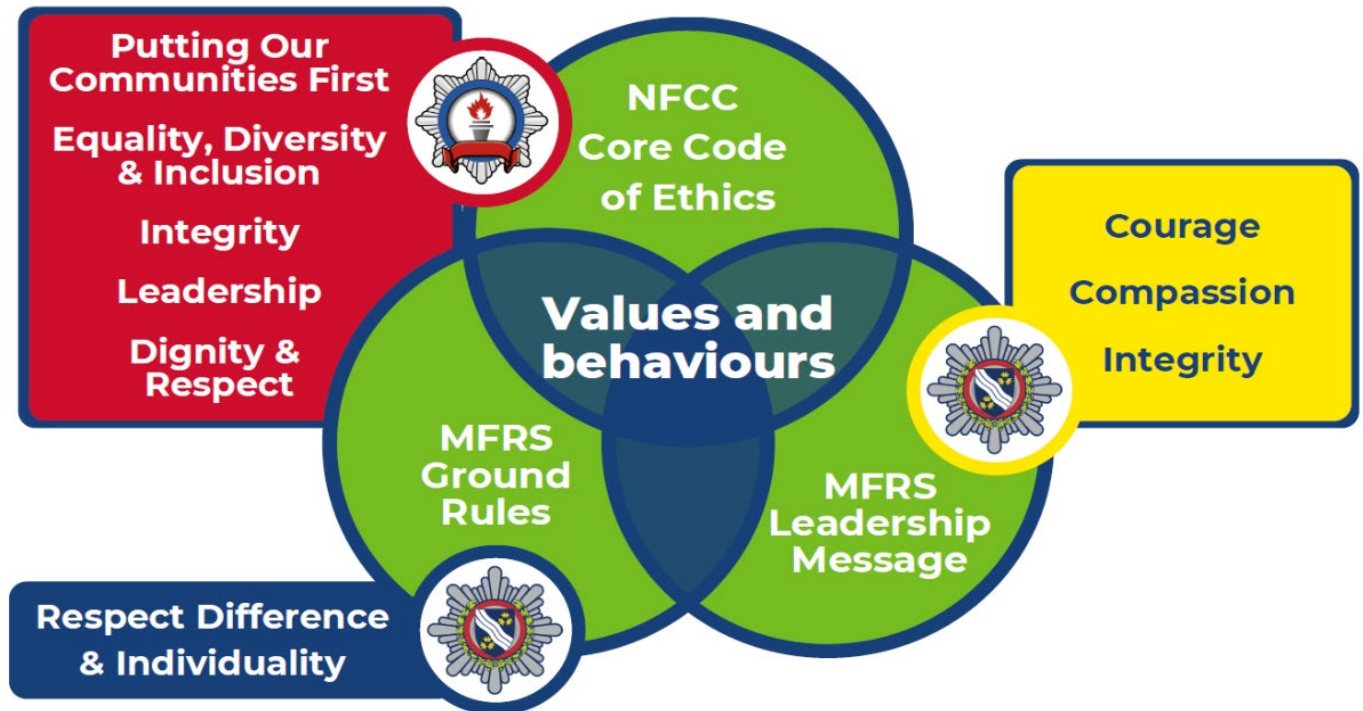 Putting Our
Communities First
Equality, Diversity
& Inclusion
Integrity
Leadership
Dignity &
Respect
NFCC
Core Code
of Ethics
Courage
Compassion
Integrity
Values and
behaviours
MFRS
Ground
Rules
MFRS
Leadership
Message
Respect Difference
& Individuality